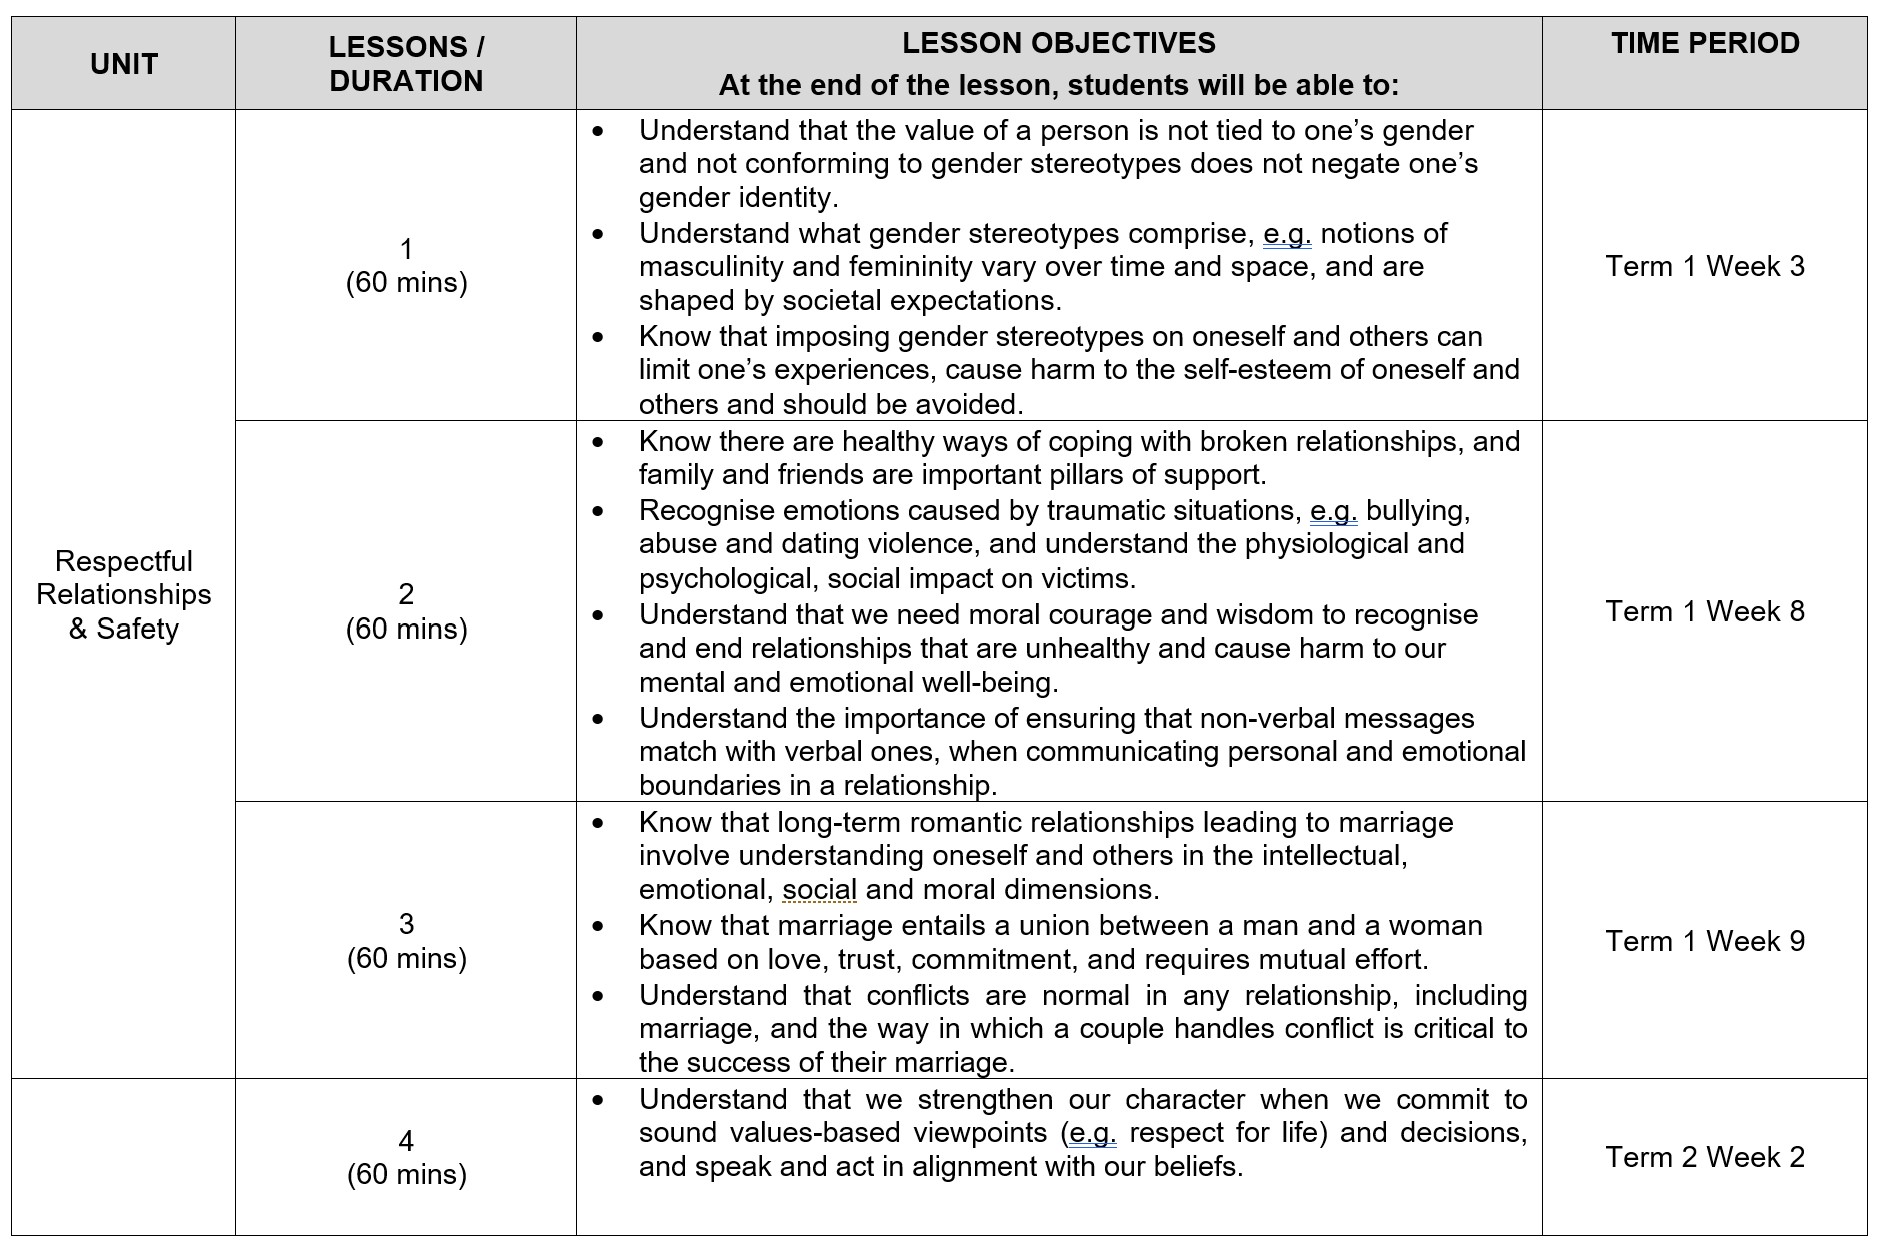 UNIT
LESSONS /
DURATION
LESSON OBJECTIVES
At the end of the lesson, students will be able to:
TIME PERIOD
Respectful
Relationships
& Safety
1
(60 mins)
• Understand that the value of a person is not tied to one’s gender
and not conforming to gender stereotypes does not negate one’s
gender identity.
• Understand what gender stereotypes comprise, e.g. notions of
masculinity and femininity vary over time and space, and are
shaped by societal expectations.
• Know that imposing gender stereotypes on oneself and others can
limit one’s experiences, cause harm to the self-esteem of oneself and
others and should be avoided.
Term 1 Week 3
2
(60 mins)
• Know there are healthy ways of coping with broken relationships, and
family and friends are important pillars of support.
• Recognise emotions caused by traumatic situations, e.g. bullying,
abuse and dating violence, and understand the physiological and
psychological, social impact on victims.
• Understand that we need moral courage and wisdom to recognise
and end relationships that are unhealthy and cause harm to our
mental and emotional well-being.
• Understand the importance of ensuring that non-verbal messages
match with verbal ones, when communicating personal and emotional
boundaries in a relationship.
Term 1 Week 8
3
(60 mins)
• Know that long-term romantic relationships leading to marriage
involve understanding oneself and others in the intellectual,
emotional, social and moral dimensions.
• Know that marriage entails a union between a man and a woman
based on love, trust, commitment, and requires mutual effort.
• Understand that conflicts are normal in any relationship, including
marriage, and the way in which a couple handles conflict is critical to
the success of their marriage.
Term 1 Week 9
4
(60 mins)
• Understand that we strengthen our character when we commit to
sound values-based viewpoints (e.g. respect for life) and decisions,
and speak and act in alignment with our beliefs.
Term 2 Week 2